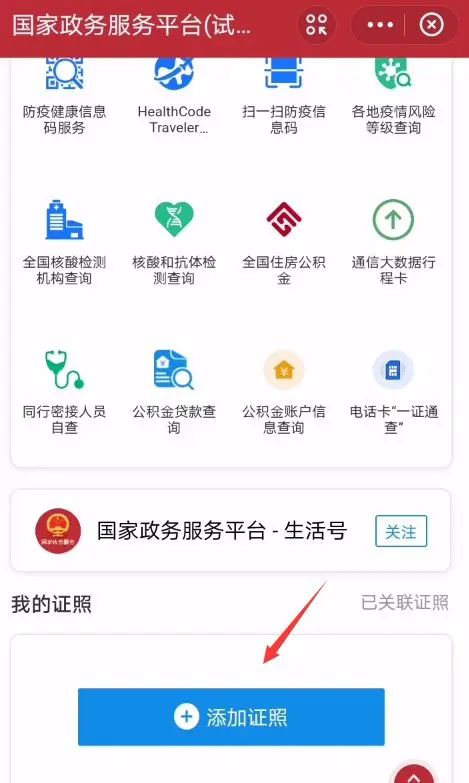 国家政务服务平台(试...
防疫健康信息 HealthCode 扫一扫防疫信 各地疫情风险
码服务 Traveler... 息码 等级查询
全国核酸检测 核酸和抗体检 全国住房公积 通信大数据行
机构查询 测查询 金 程卡
同行密接人员 公积金贷款查 公积金账户信 电话卡“一证通
自查 询 息查询 查”
国家政务服务平台 - 生活号 关注
国家政务服务
我的证照 已关联证照
添加证照